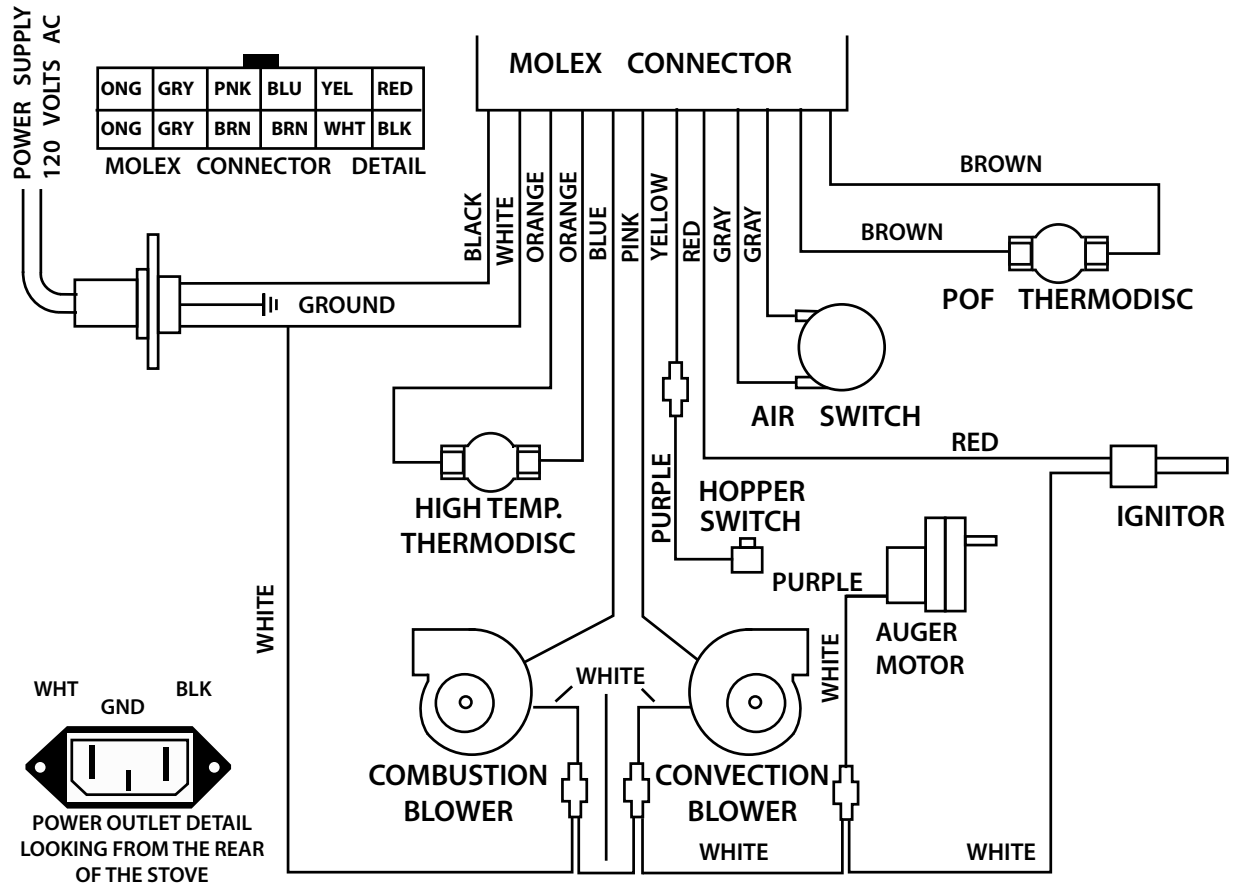 POWER SUPPLY
120 VOLTS AC
ONG GRY PNK BLU YEL RED
ONG GRY BRN BRN WHT BLK
MOLEX CONNECTOR DETAIL
MOLEX CONNECTOR
BLACK
WHITE
ORANGE
ORANGE
BLUE
PINK
YELLOW
RED
GRAY
GRAY
BROWN
BROWN
POF THERMODISC
GROUND
AIR SWITCH
RED
IGNITOR
HIGH TEMP.
THERMODISC
PURPLE
HOPPER
SWITCH
PURPLE
AUGER
MOTOR
WHITE
WHITE
WHITE
COMBUSTION
BLOWER
CONVECTION
BLOWER
WHITE
WHITE
WHT
GND
BLK
POWER OUTLET DETAIL
LOOKING FROM THE REAR
OF THE STOVE